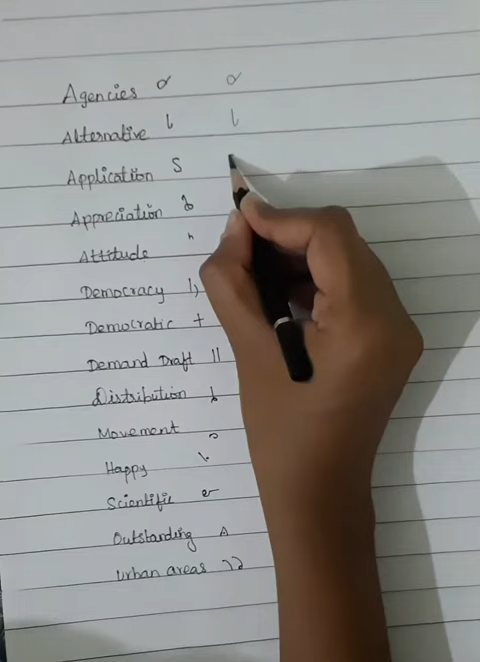 Agencies
Alternative
Application
Appreciation
Attitude
Democracy
Democratic
Demand Draft
Distribution
Movement
Happy
Scientific
Outstanding
Urban areas